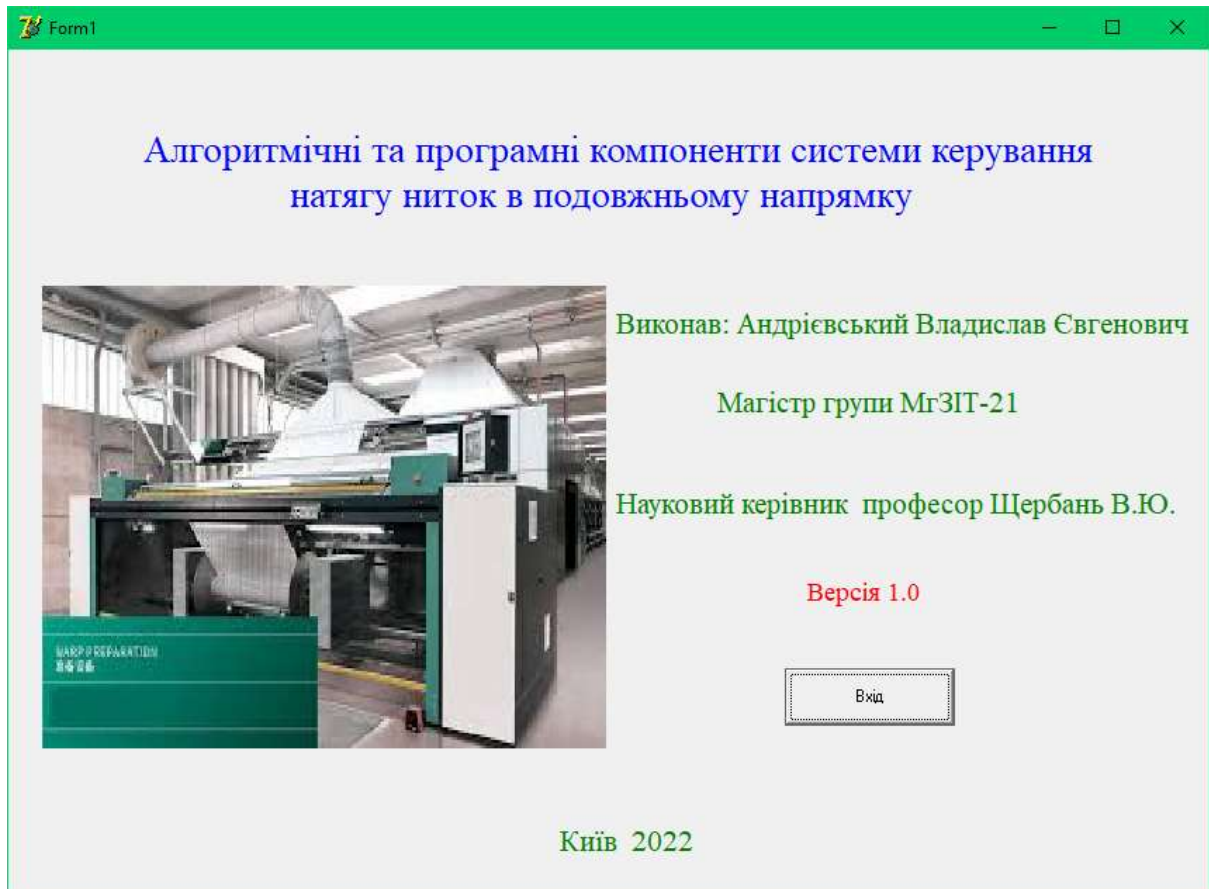 Form1
Алгоритмічні та програмні компоненти системи керування
натягу ниток в подовжньому напрямку
Виконав: Андрієвський Владислав Євгенович
Магістр групи МгЗІТ-21
Науковий керівник професор Щербань В.Ю.
Версія 1.0
WARP PREPARATION
Вхід
Київ 2022